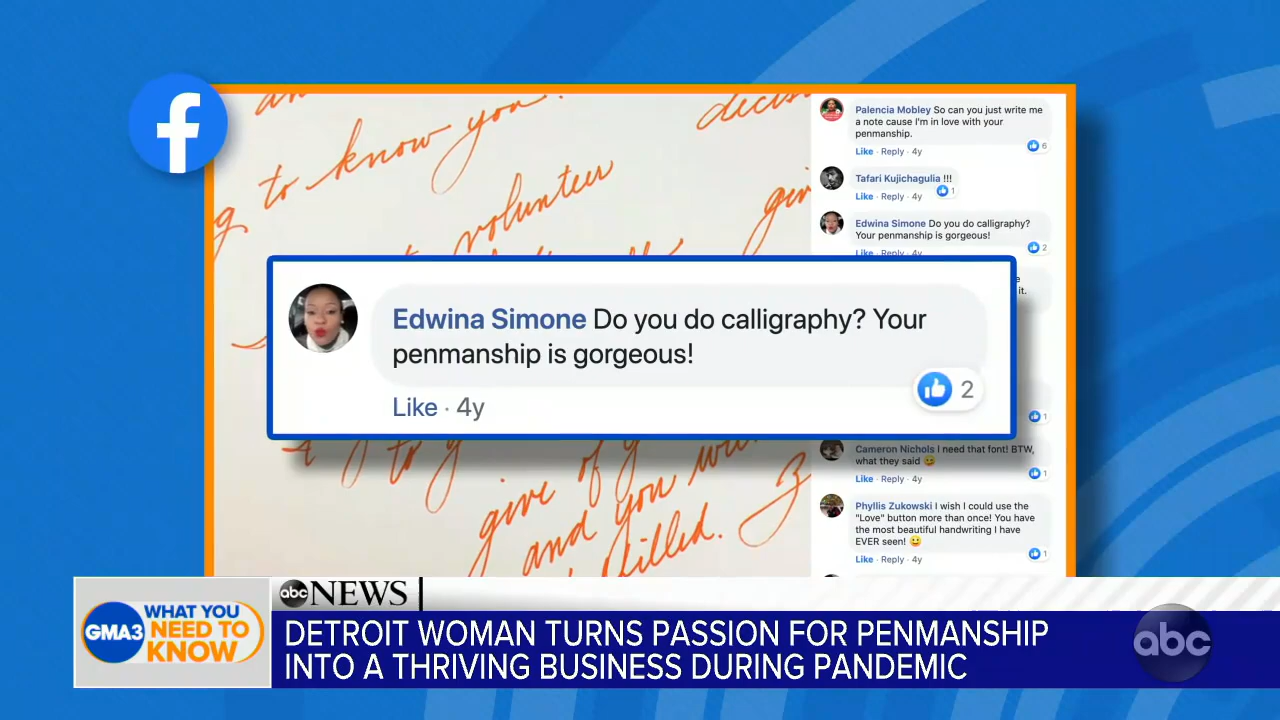 to know you.
volunteer
Palencia Mobley So can you just write me
a note cause I'm in love with your
penmanship.
Like · Reply · 4y
6
Tafari Kujichagulia !!!
Like · Reply · 4y
1
Edwina Simone Do you do calligraphy?
Your penmanship is gorgeous!
2
Like · Reply · 4y
it.
Edwina Simone Do you do calligraphy? Your
penmanship is gorgeous!
Like · 4y
2
1
to
give of
and you
Cameron Nichols I need that font! BTW,
what they said 😊
1
Like · Reply · 4y
Phyllis Zukowski I wish I could use the
"Love" button more than once! You have
the most beautiful handwriting I have
EVER seen! 😀
1
Like · Reply · 4y
abc NEWS
GMA3 WHAT YOU
NEED TO
KNOW
DETROIT WOMAN TURNS PASSION FOR PENMANSHIP
INTO A THRIVING BUSINESS DURING PANDEMIC
abc